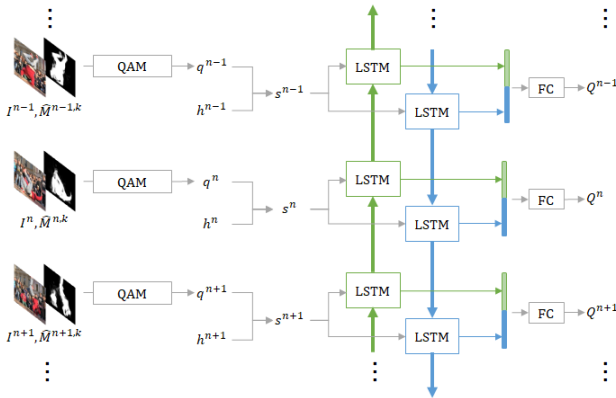 QAM
q^{n-1}
LSTM
s^{n-1}
FC
Q^{n-1}
I^{n-1}, M̂^{n-1,k}
h^{n-1}
LSTM
QAM
q^n
LSTM
s^n
FC
Q^n
I^n, M̂^{n,k}
h^n
LSTM
QAM
q^{n+1}
LSTM
s^{n+1}
FC
Q^{n+1}
I^{n+1}, M̂^{n+1,k}
h^{n+1}
LSTM